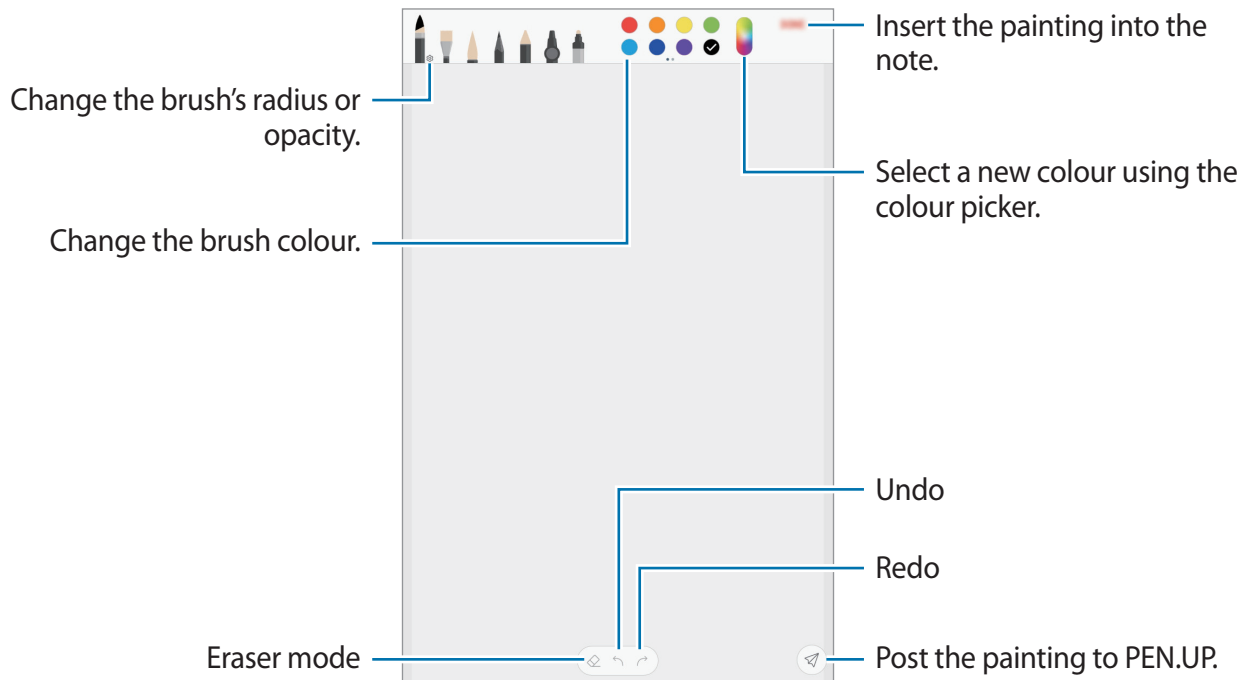 Insert the painting into the
note.
Change the brush's radius or
opacity.
Select a new colour using the
colour picker.
Change the brush colour.
Undo
Redo
Eraser mode
Post the painting to PEN.UP.